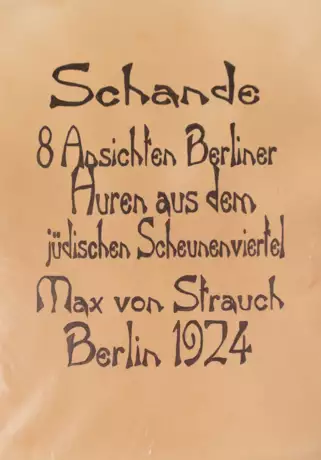 Schande
8 Ansichten Berliner
Huren aus dem
jüdischen Scheunenviertel
Max von Strauch
Berlin 1924